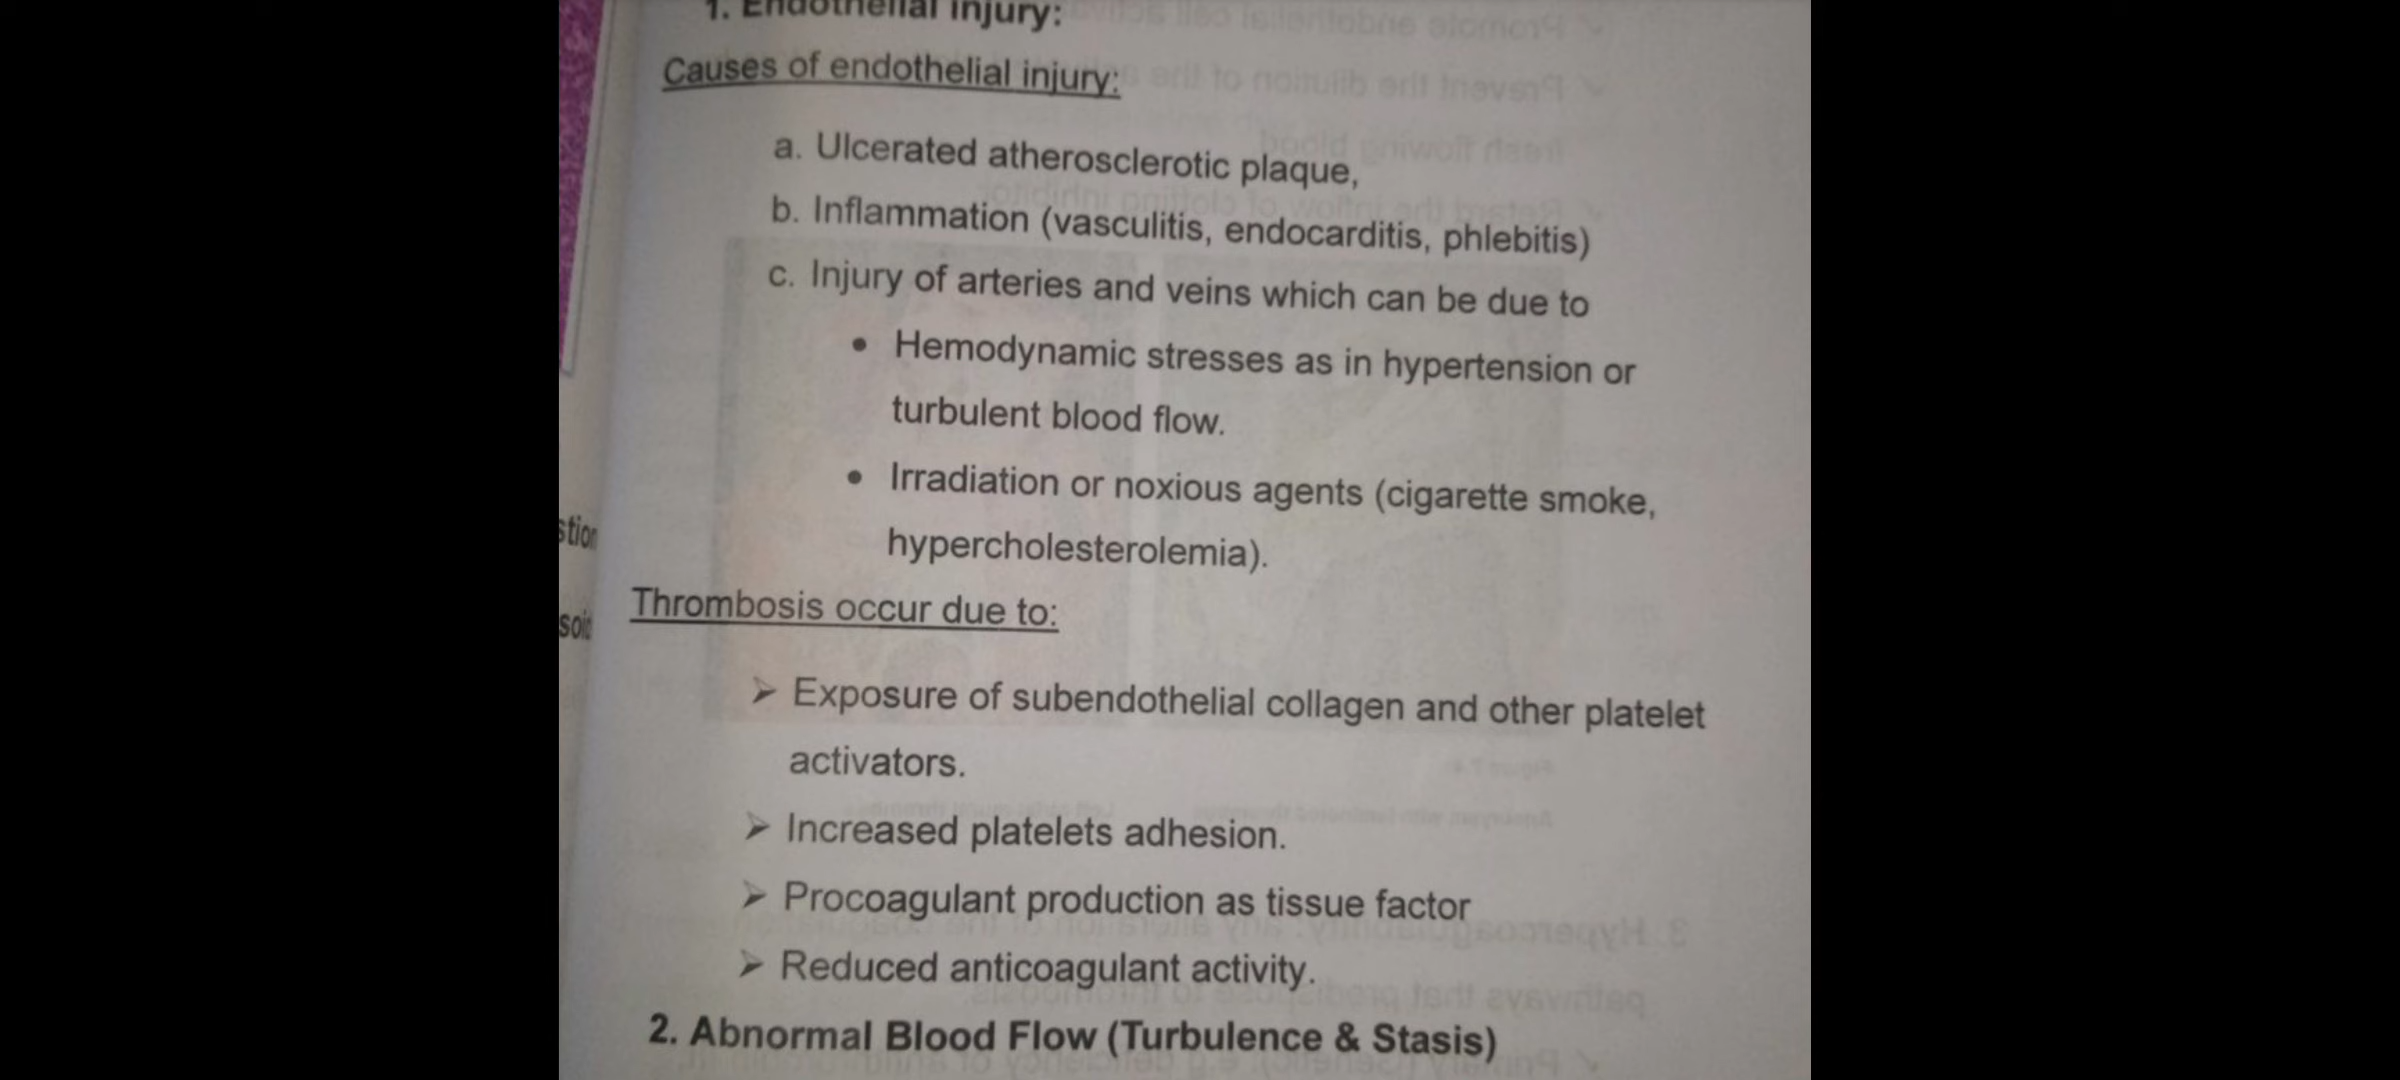 1. Endothelial injury:
Causes of endothelial injury:
a. Ulcerated atherosclerotic plaque,
b. Inflammation (vasculitis, endocarditis, phlebitis)
c. Injury of arteries and veins which can be due to
• Hemodynamic stresses as in hypertension or
turbulent blood flow.
• Irradiation or noxious agents (cigarette smoke,
hypercholesterolemia).
Thrombosis occur due to:
➢ Exposure of subendothelial collagen and other platelet
activators.
➢ Increased platelets adhesion.
➢ Procoagulant production as tissue factor
➢ Reduced anticoagulant activity.
2. Abnormal Blood Flow (Turbulence & Stasis)